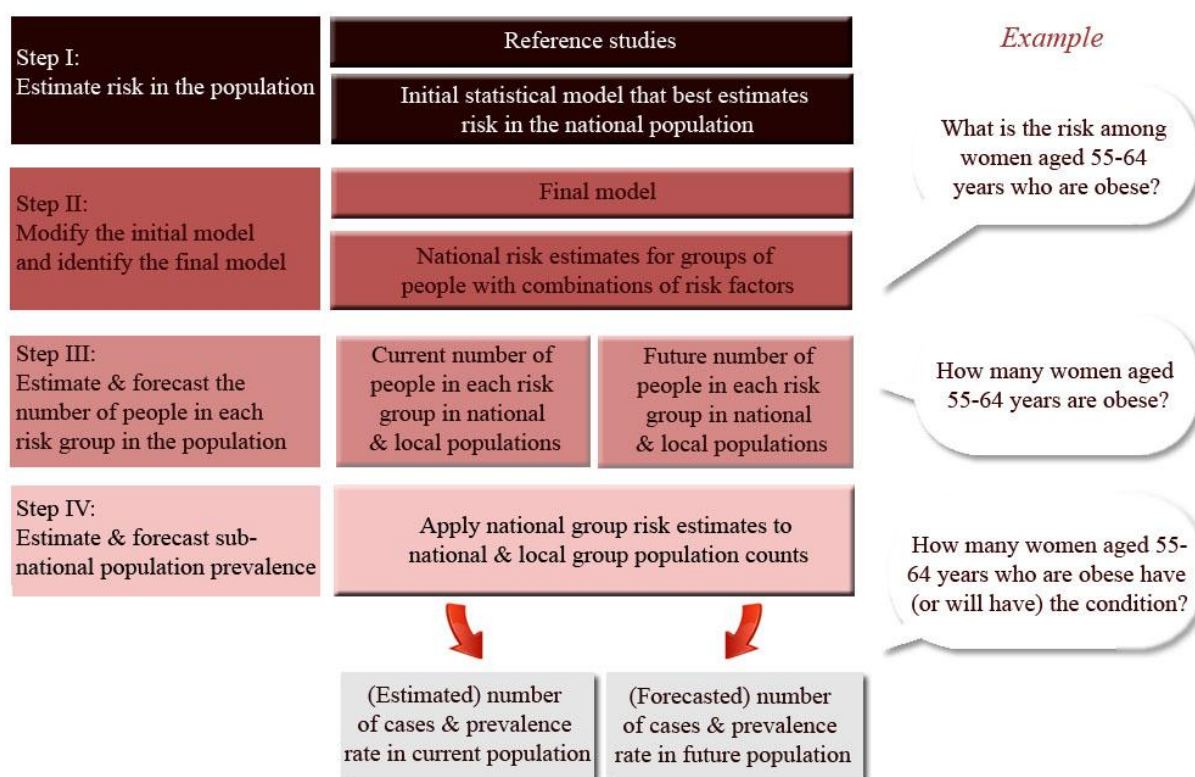 Step I:
Estimate risk in the population
Reference studies
Initial statistical model that best estimates
risk in the national population
Example
What is the risk among
women aged 55-64
years who are obese?
Step II:
Modify the initial model
and identify the final model
Final model
National risk estimates for groups of
people with combinations of risk factors
Step III:
Estimate & forecast the
number of people in each
risk group in the population
Current number of
people in each risk
group in national
& local populations
Future number of
people in each risk
group in national
& local populations
How many women aged
55-64 years are obese?
Step IV:
Estimate & forecast sub-
national population prevalence
Apply national group risk estimates to
national & local group population counts
How many women aged 55-
64 years who are obese have
(or will have) the condition?
(Estimated) number
of cases & prevalence
rate in current population
(Forecasted) number
of cases & prevalence
rate in future population